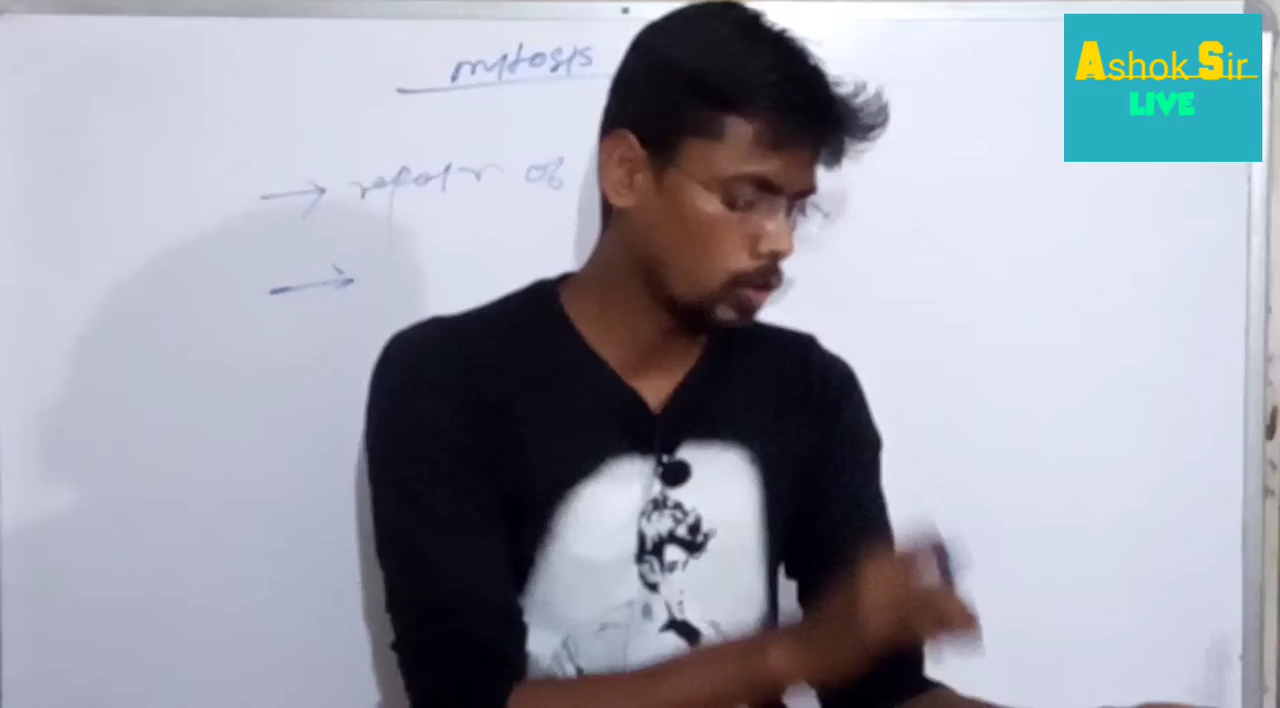 mitosis
→ repair of
→
Ashok Sir
LIVE